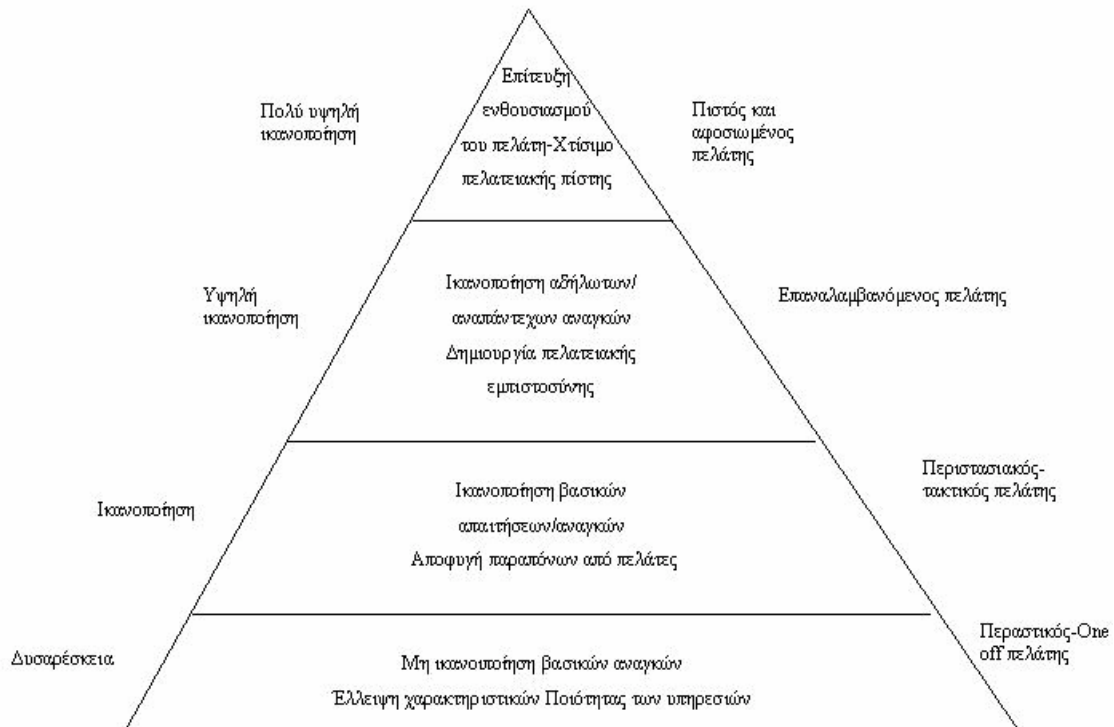 Επίτευξη
ενθουσιασμού
του πελάτη-Χτίσιμο
πελατειακής πίστης
Πολύ υψηλή
ικανοποίηση
Πιστός και
αφοσιωμένος
πελάτης
Υψηλή
ικανοποίηση
Ικανοποίηση αδήλωτων/
αναπάντεχων αναγκών
Δημιουργία πελατειακής
εμπιστοσύνης
Επαναλαμβανόμενος πελάτης
Ικανοποίηση
Ικανοποίηση βασικών
απαιτήσεων/αναγκών
Αποφυγή παραπόνων από πελάτες
Περιστασιακός-
τακτικός πελάτης
Δυσαρέσκεια
Μη ικανοιποίηση βασικών αναγκών
Έλλειψη χαρακτηριστικών Ποιότητας των υπηρεσιών
Περαστικός-One
off πελάτης